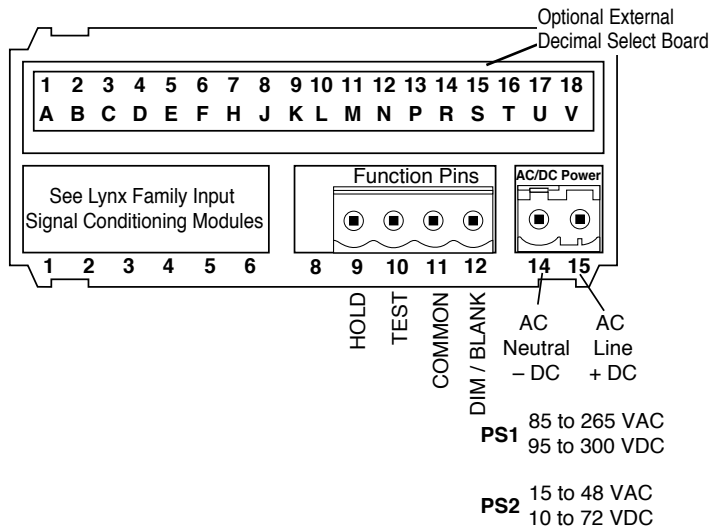 Optional External
Decimal Select Board
1 2 3 4 5 6 7 8 9 10 11 12 13 14 15 16 17 18
A B C D E F H J K L M N P R S T U V
See Lynx Family Input
Signal Conditioning Modules
Function Pins
AC/DC Power
1 2 3 4 5 6 8 9 10 11 12 14 15
HOLD
TEST
COMMON
DIM / BLANK
AC
Neutral
– DC
AC
Line
+ DC
PS1 85 to 265 VAC
95 to 300 VDC
PS2 15 to 48 VAC
10 to 72 VDC